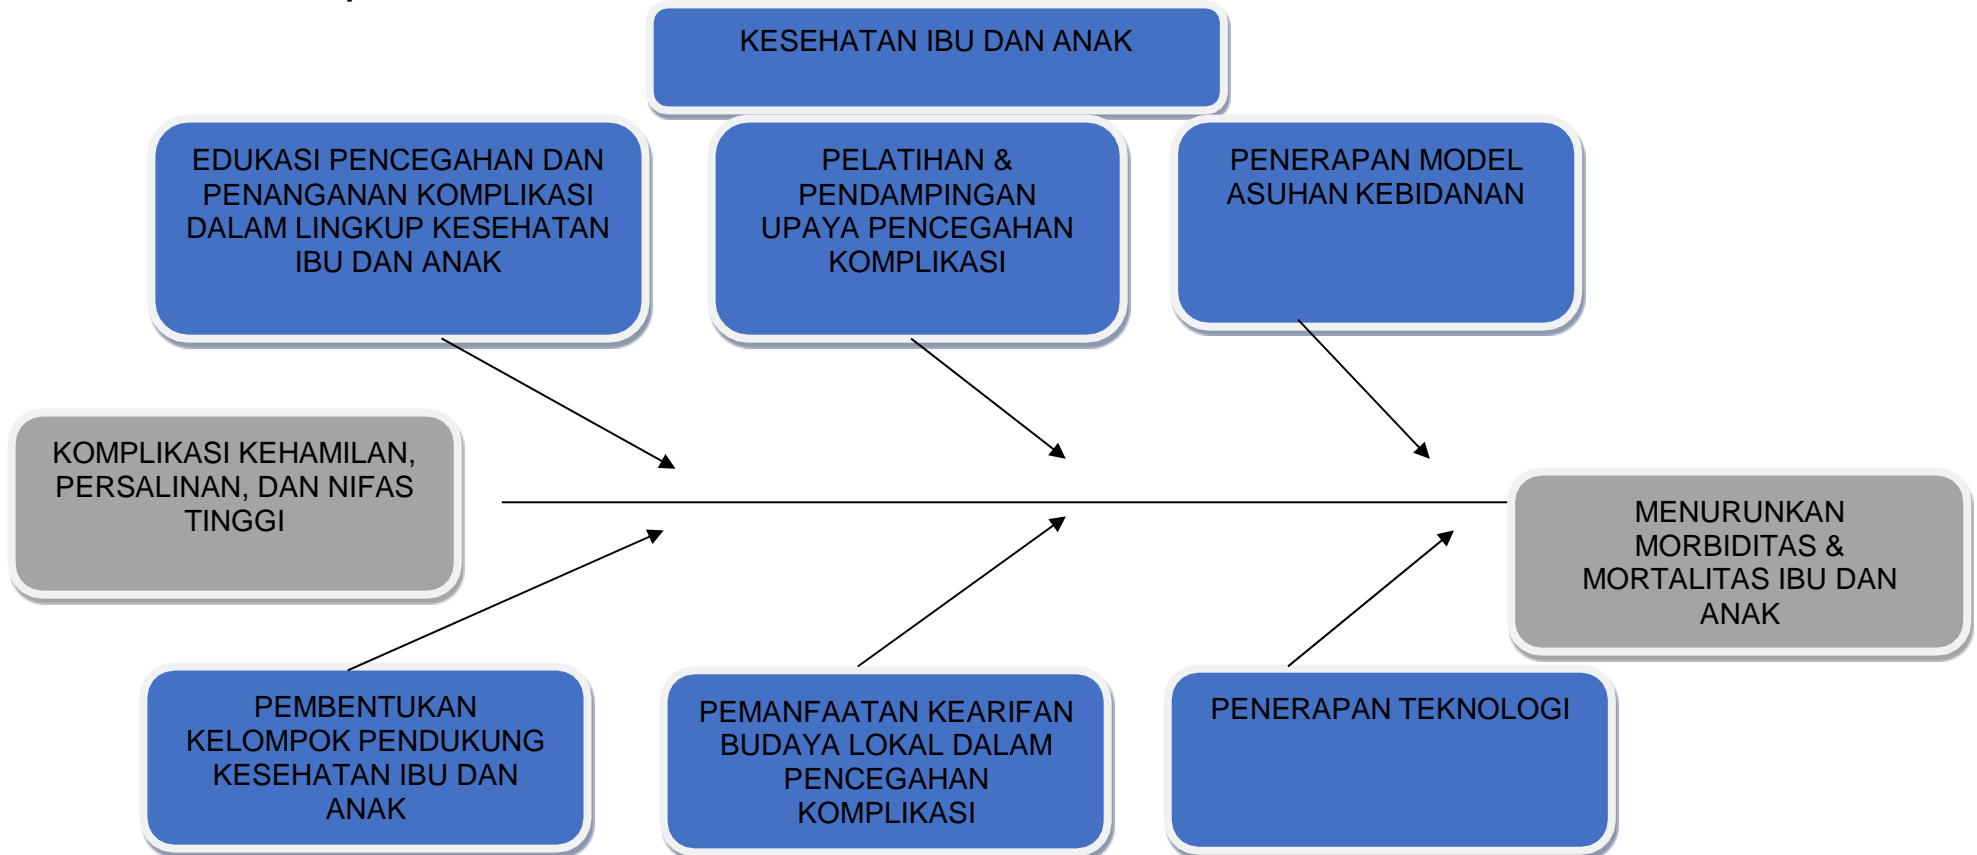 KESEHATAN IBU DAN ANAK
EDUKASI PENCEGAHAN DAN
PENANGANAN KOMPLIKASI
DALAM LINGKUP KESEHATAN
IBU DAN ANAK
PELATIHAN &
PENDAMPINGAN
UPAYA PENCEGAHAN
KOMPLIKASI
PENERAPAN MODEL
ASUHAN KEBIDANAN
KOMPLIKASI KEHAMILAN,
PERSALINAN, DAN NIFAS
TINGGI
MENURUNKAN
MORBIDITAS &
MORTALITAS IBU DAN
ANAK
PEMBENTUKAN
KELOMPOK PENDUKUNG
KESEHATAN IBU DAN
ANAK
PEMANFAATAN KEARIFAN
BUDAYA LOKAL DALAM
PENCEGAHAN
KOMPLIKASI
PENERAPAN TEKNOLOGI